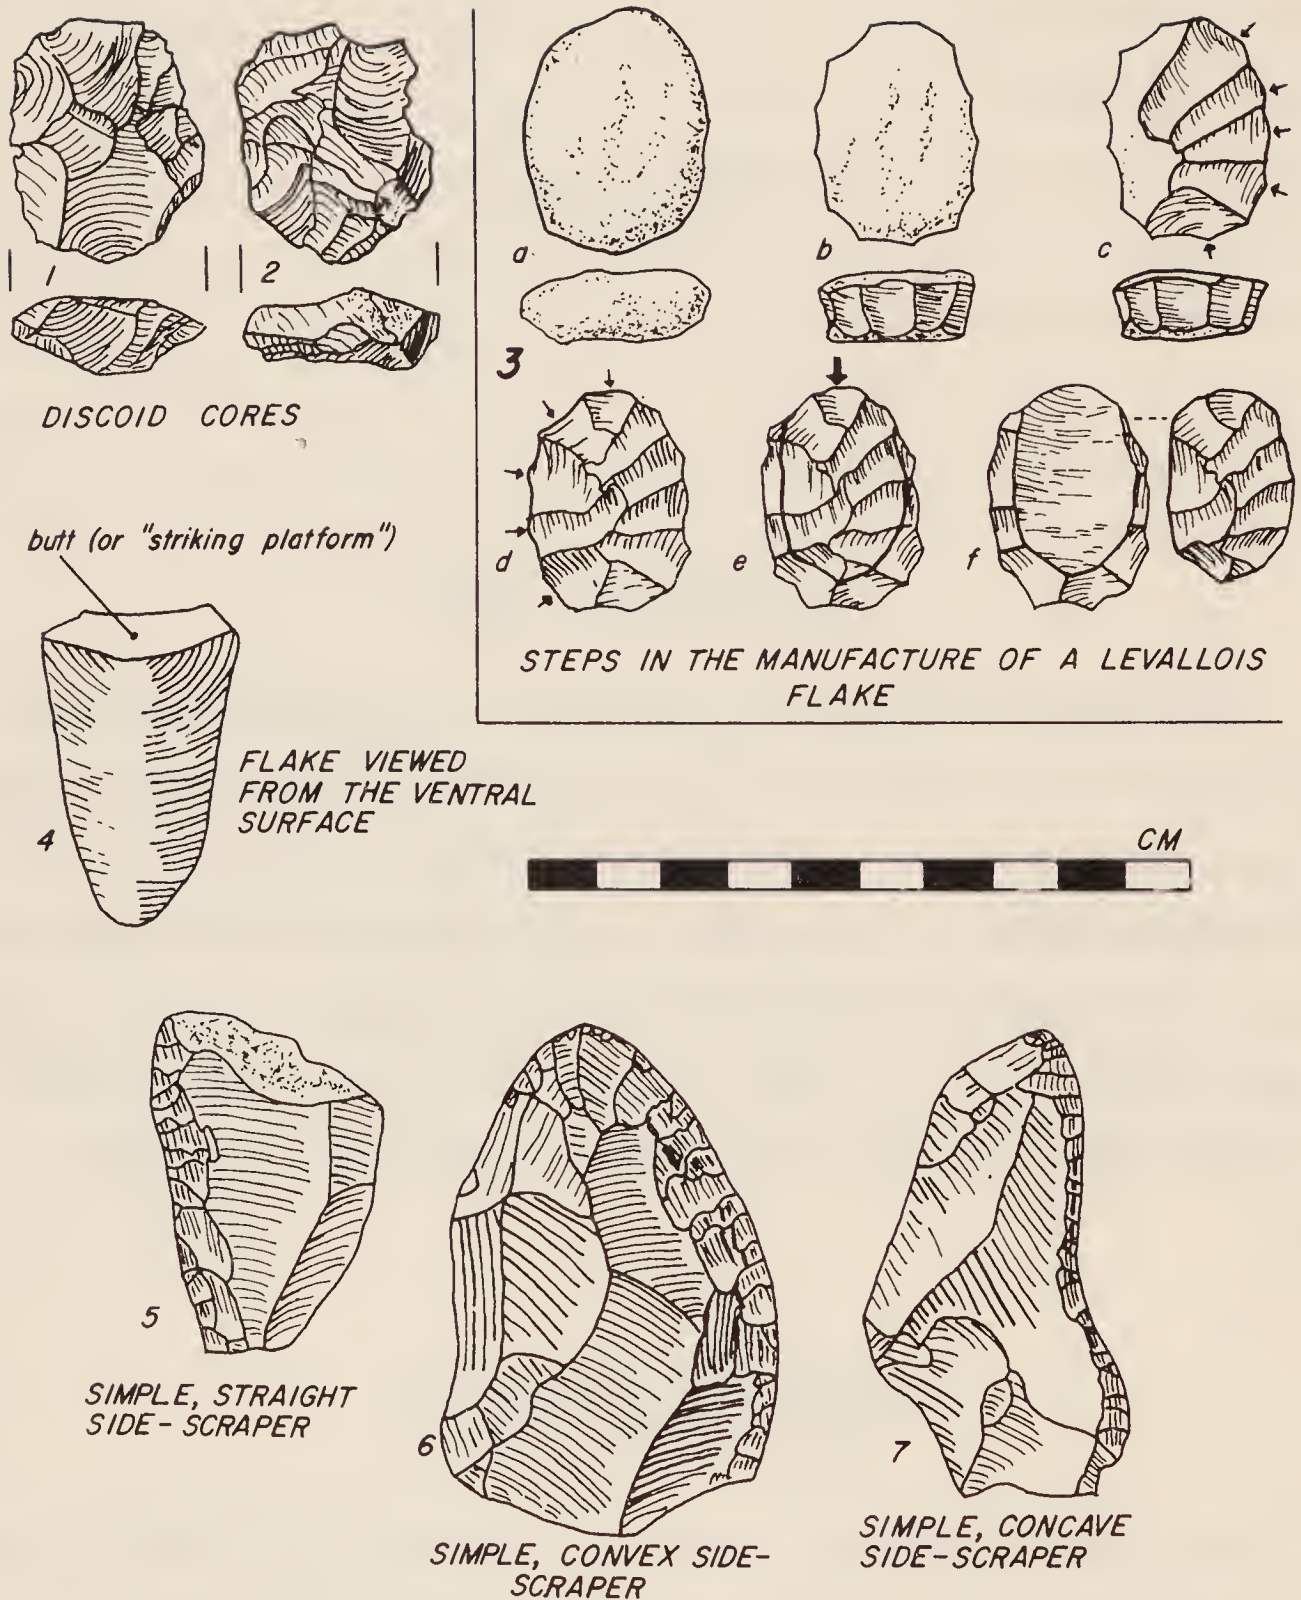 1
2
DISCOID CORES
a
b
c
3
d
e
f
STEPS IN THE MANUFACTURE OF A LEVALLOIS
FLAKE
butt (or "striking platform")
4
FLAKE VIEWED
FROM THE VENTRAL
SURFACE
CM
5
SIMPLE, STRAIGHT
SIDE-SCRAPER
6
SIMPLE, CONVEX SIDE-
SCRAPER
7
SIMPLE, CONCAVE
SIDE-SCRAPER